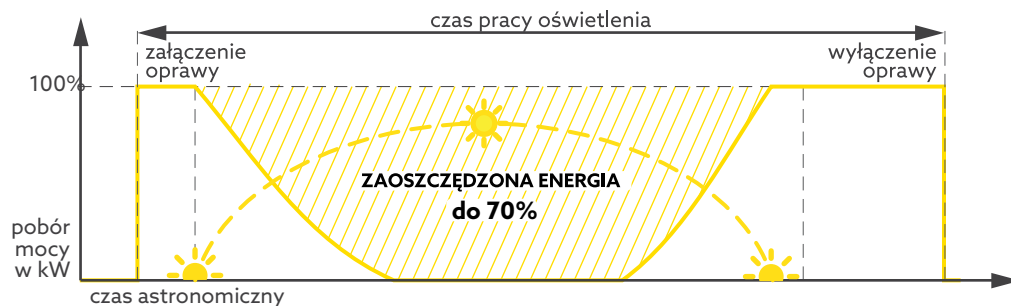 czas pracy oświetlenia
załączenie
oprawy
wyłączenie
oprawy
100%
ZAOSZCZĘDZONA ENERGIA
do 70%
pobór
mocy
w kW
czas astronomiczny